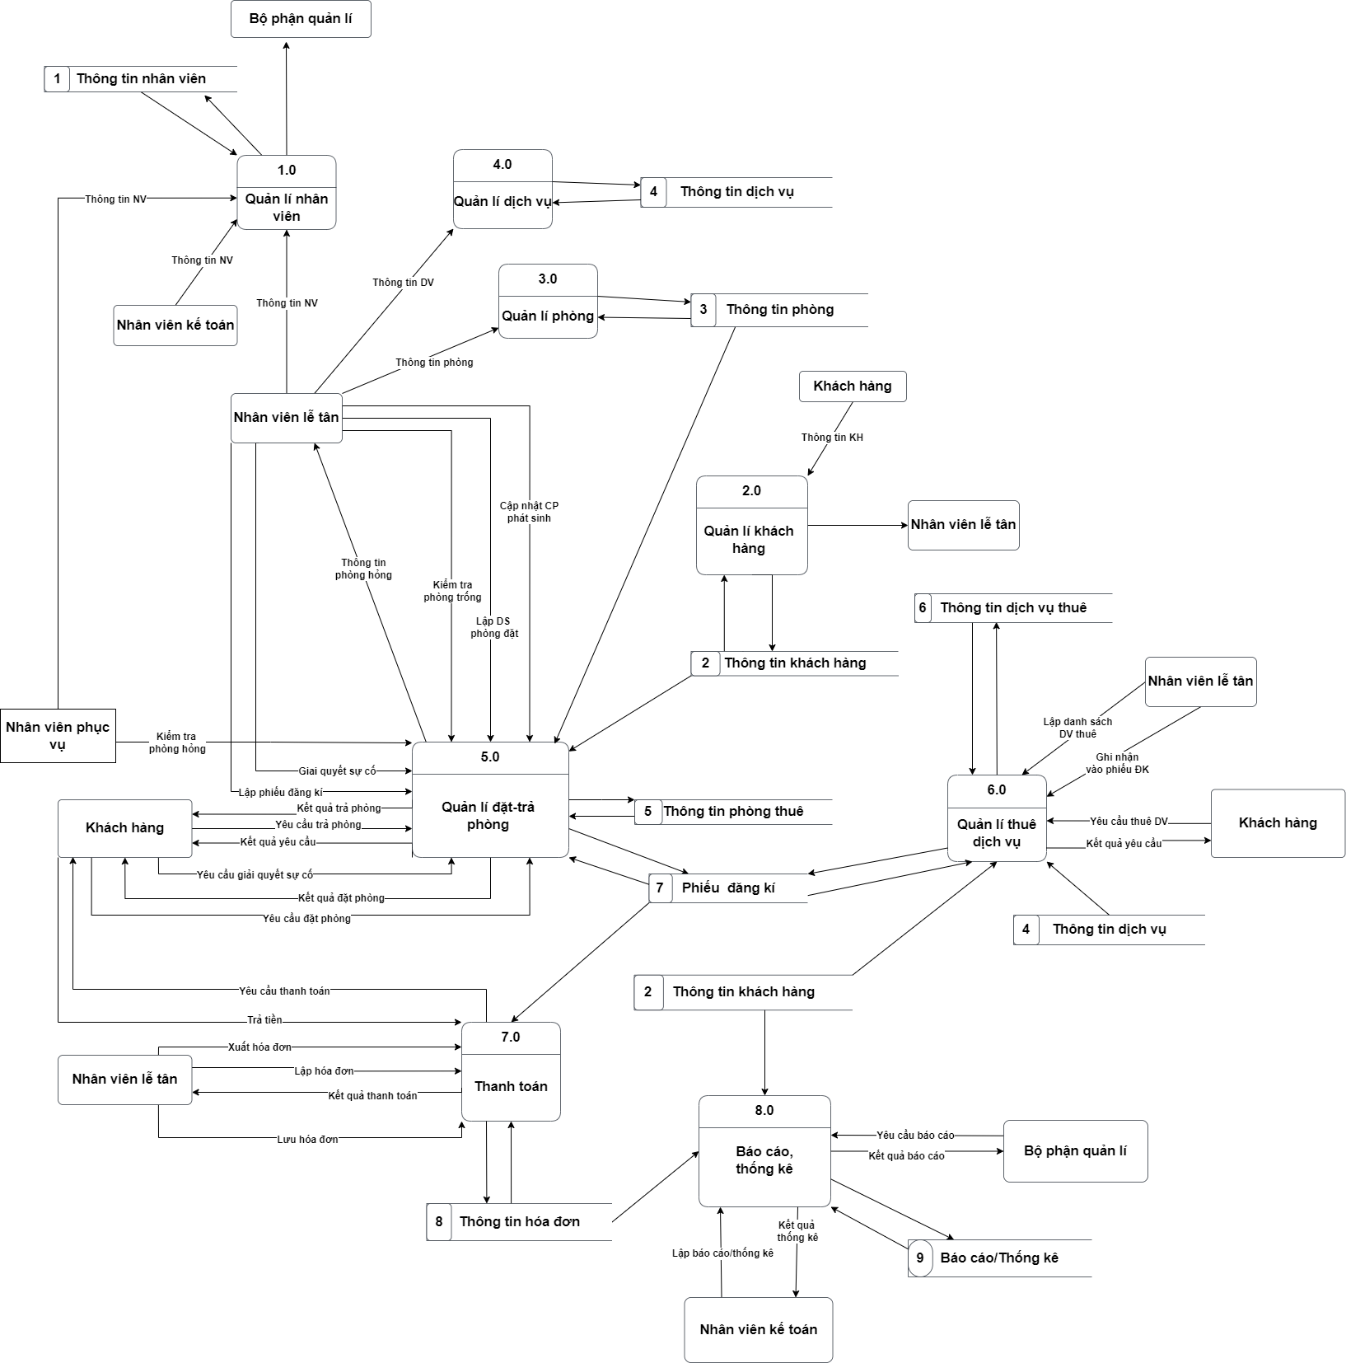 Bộ phận quản lí
1 Thông tin nhân viên
1.0
Quản lí nhân
viên
Thông tin NV
Thông tin NV
Thông tin NV
Nhân viên kế toán
4.0
Quản lí dịch vụ
4 Thông tin dịch vụ
Thông tin DV
3.0
Quản lí phòng
3 Thông tin phòng
Thông tin phòng
Nhân viên lễ tân
Khách hàng
Thông tin KH
2.0
Quản lí khách
hàng
Nhân viên lễ tân
2 Thông tin khách hàng
Cập nhật CP
phát sinh
Thông tin
phòng hỏng
Kiểm tra
phòng trống
Lập DS
phòng đặt
6 Thông tin dịch vụ thuê
Nhân viên lễ tân
Lập danh sách
DV thuê
Ghi nhận
vào phiếu ĐK
Nhân viên phục
vụ
Kiểm tra
phòng hỏng
5.0
Quản lí đặt-trả
phòng
Giai quyết sự cố
Lập phiếu đăng kí
Kết quả trả phòng
Yêu cầu trả phòng
Kết quả yêu cầu
Khách hàng
Yêu cầu giải quyết sự cố
Kết quả đặt phòng
Yêu cầu đặt phòng
5 Thông tin phòng thuê
7 Phiếu đăng kí
6.0
Quản lí thuê
dịch vụ
Yêu cầu thuê DV
Kết quả yêu cầu
Khách hàng
4 Thông tin dịch vụ
2 Thông tin khách hàng
Yêu cầu thanh toán
Trả tiền
Xuất hóa đơn
Lập hóa đơn
Kết quả thanh toán
Lưu hóa đơn
Nhân viên lễ tân
7.0
Thanh toán
8 Thông tin hóa đơn
8.0
Báo cáo,
thống kê
Yêu cầu báo cáo
Kết quả báo cáo
Bộ phận quản lí
Kết quả
thống kê
Lập báo cáo/thống kê
9 Báo cáo/Thống kê
Nhân viên kế toán